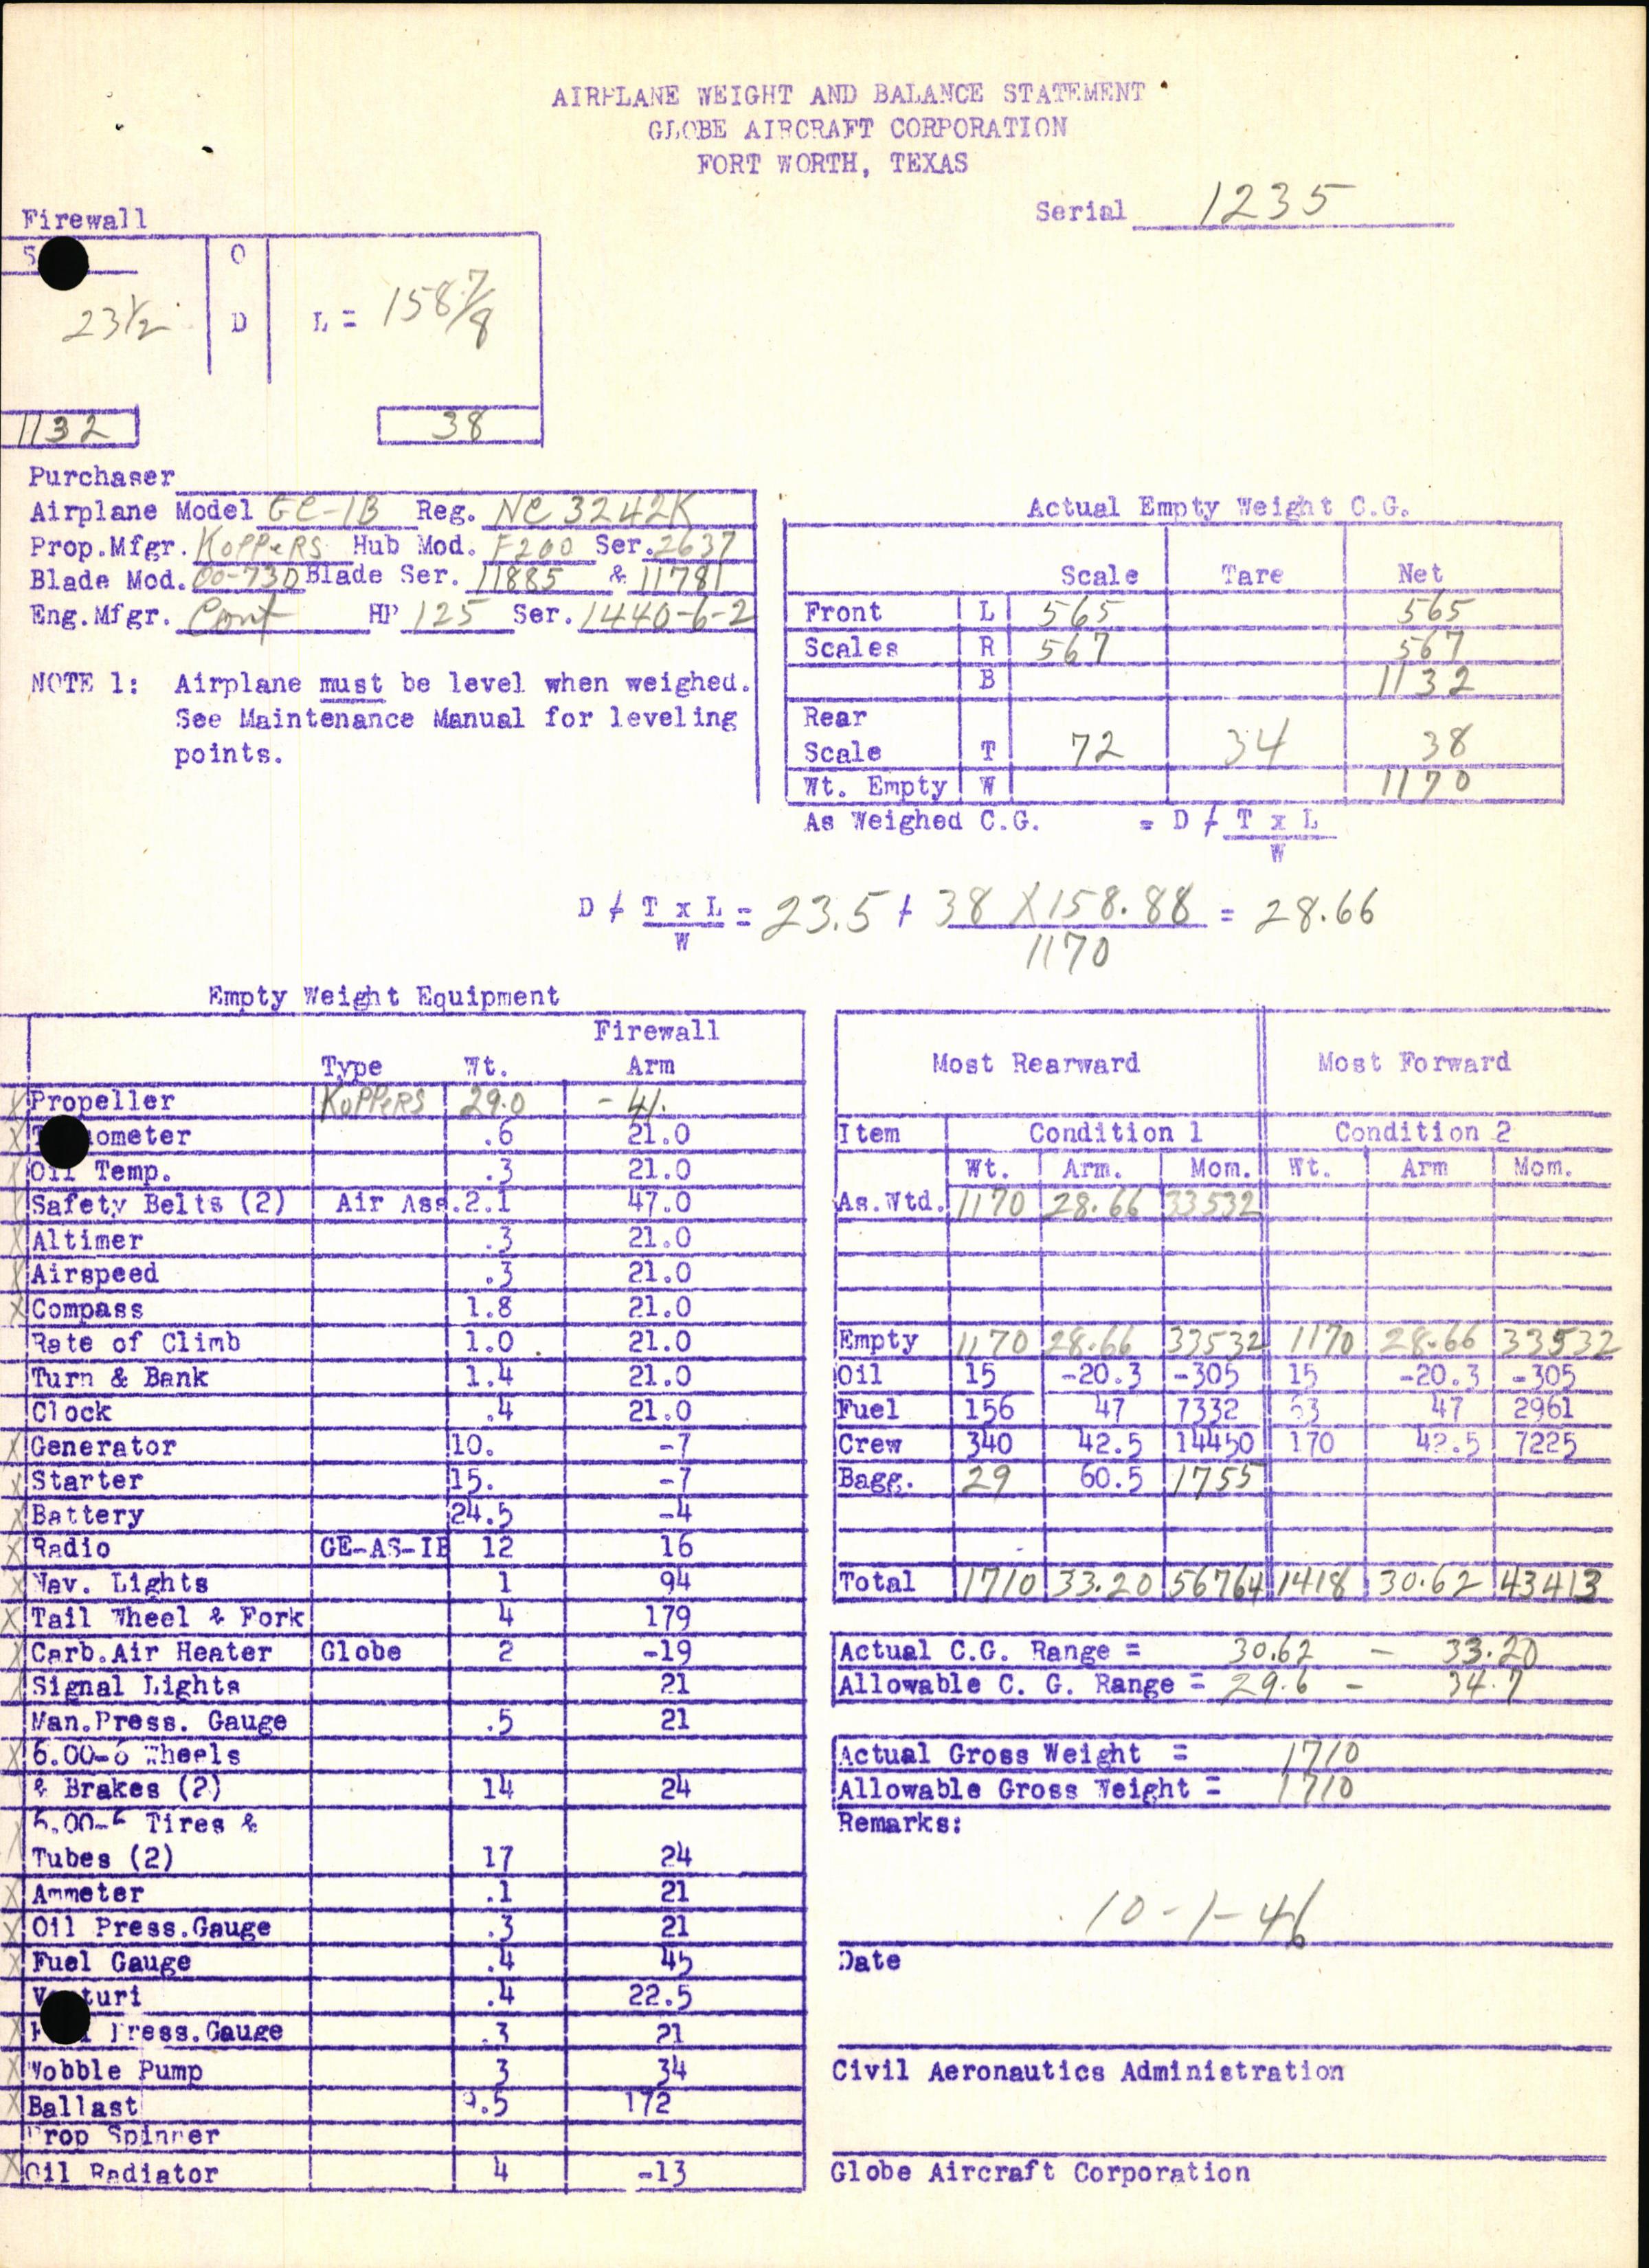 AIRPLANE WEIGHT AND BALANCE STATEMENT
GLOBE AIRCRAFT CORPORATION
FORT WORTH, TEXAS
Serial 1235
Firewall
S O
23½ D L = 158 7/8
1132 38
Purchaser
Airplane Model GC-1B Reg. NC 3242K
Prop.Mfgr. KOPPERS Hub Mod. F200 Ser. 2637
Blade Mod. 00-73D Blade Ser. 11885 & 11781
Eng.Mfgr. Cont HP 125 Ser. 1440-6-2
NOTE 1: Airplane must be level when weighed.
See Maintenance Manual for leveling
points.
Actual Empty Weight C.G.
Scale Tare Net
Front L 565 565
Scales R 567 567
B 1132
Rear
Scale T 72 34 38
Wt. Empty W 1170
As Weighed C.G. = D + T x L
W
D + T x L = 23.5 + 38 X 158.88 = 28.66
W 1170
Empty Weight Equipment
Firewall
Type Wt. Arm
X Propeller KOPPERS 29.0 -41.
X ometer .6 21.0
X Oil Temp. .3 21.0
X Safety Belts (2) Air Ass. 2.1 47.0
X Altimer .3 21.0
X Airspeed .3 21.0
X Compass 1.8 21.0
Rate of Climb 1.0 21.0
Turn & Bank 1.4 21.0
Clock .4 21.0
X Generator 10. -7
X Starter 15. -7
X Battery 24.5 -4
X Radio GE-AS-1B 12 16
X Nav. Lights 1 94
X Tail Wheel & Fork 4 179
X Carb.Air Heater Globe 2 -19
X Signal Lights 21
Man.Press. Gauge .5 21
X 6.00-6 Wheels
& Brakes (2) 14 24
X Tires &
Tubes (2) 17 24
X Ammeter .1 21
X Oil Press.Gauge .3 21
X Fuel Gauge .4 45
Venturi .4 22.5
X Press.Gauge .3 21
X Wobble Pump 3 34
X Ballast 9.5 172
Prop Spinner
X Oil Radiator 4 -13
Most Rearward Most Forward
Item Condition 1 Condition 2
Wt. Arm. Mom. Wt. Arm Mom.
As.Wtd. 1170 28.66 33532
Empty 1170 28.66 33532 1170 28.66 33532
Oil 15 -20.3 -305 15 -20.3 -305
Fuel 156 47 7332 63 47 2961
Crew 340 42.5 14450 170 42.5 7225
Bagg. 29 60.5 1755
Total 1710 33.20 56764 1418 30.62 43413
Actual C.G. Range = 30.62 - 33.20
Allowable C. G. Range = 29.6 - 34.7
Actual Gross Weight = 1710
Allowable Gross Weight = 1710
Remarks:
10-1-46
Date
Civil Aeronautics Administration
Globe Aircraft Corporation